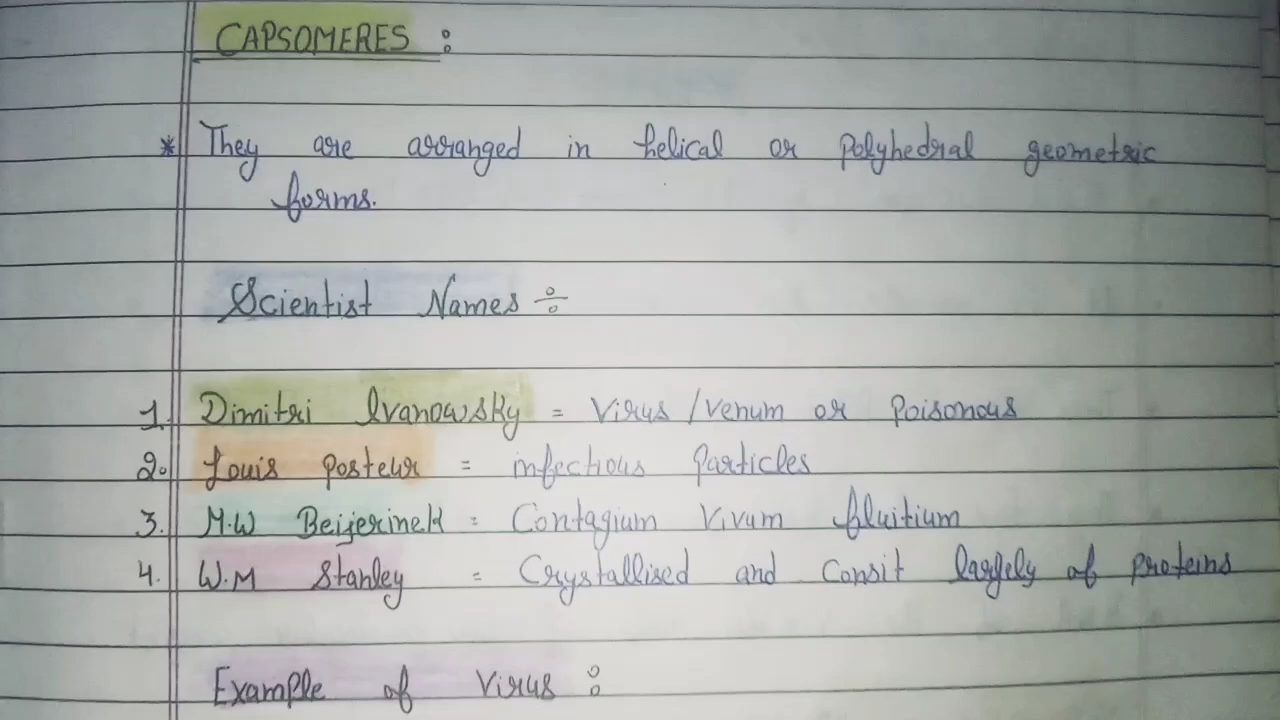 CAPSOMERES :
* They are arranged in helical or polyhedral geometric
forms.
Scientist Names ÷
1. Dimitri Ivanowsky = Virus / Venum or Poisonous
2. Louis Posteur = infectious Particles
3. M.W Beijerinek = Contagium Vivum fluitium
4. W.M Stanley = Crystallised and Consit largely of proteins
Example of Virus :